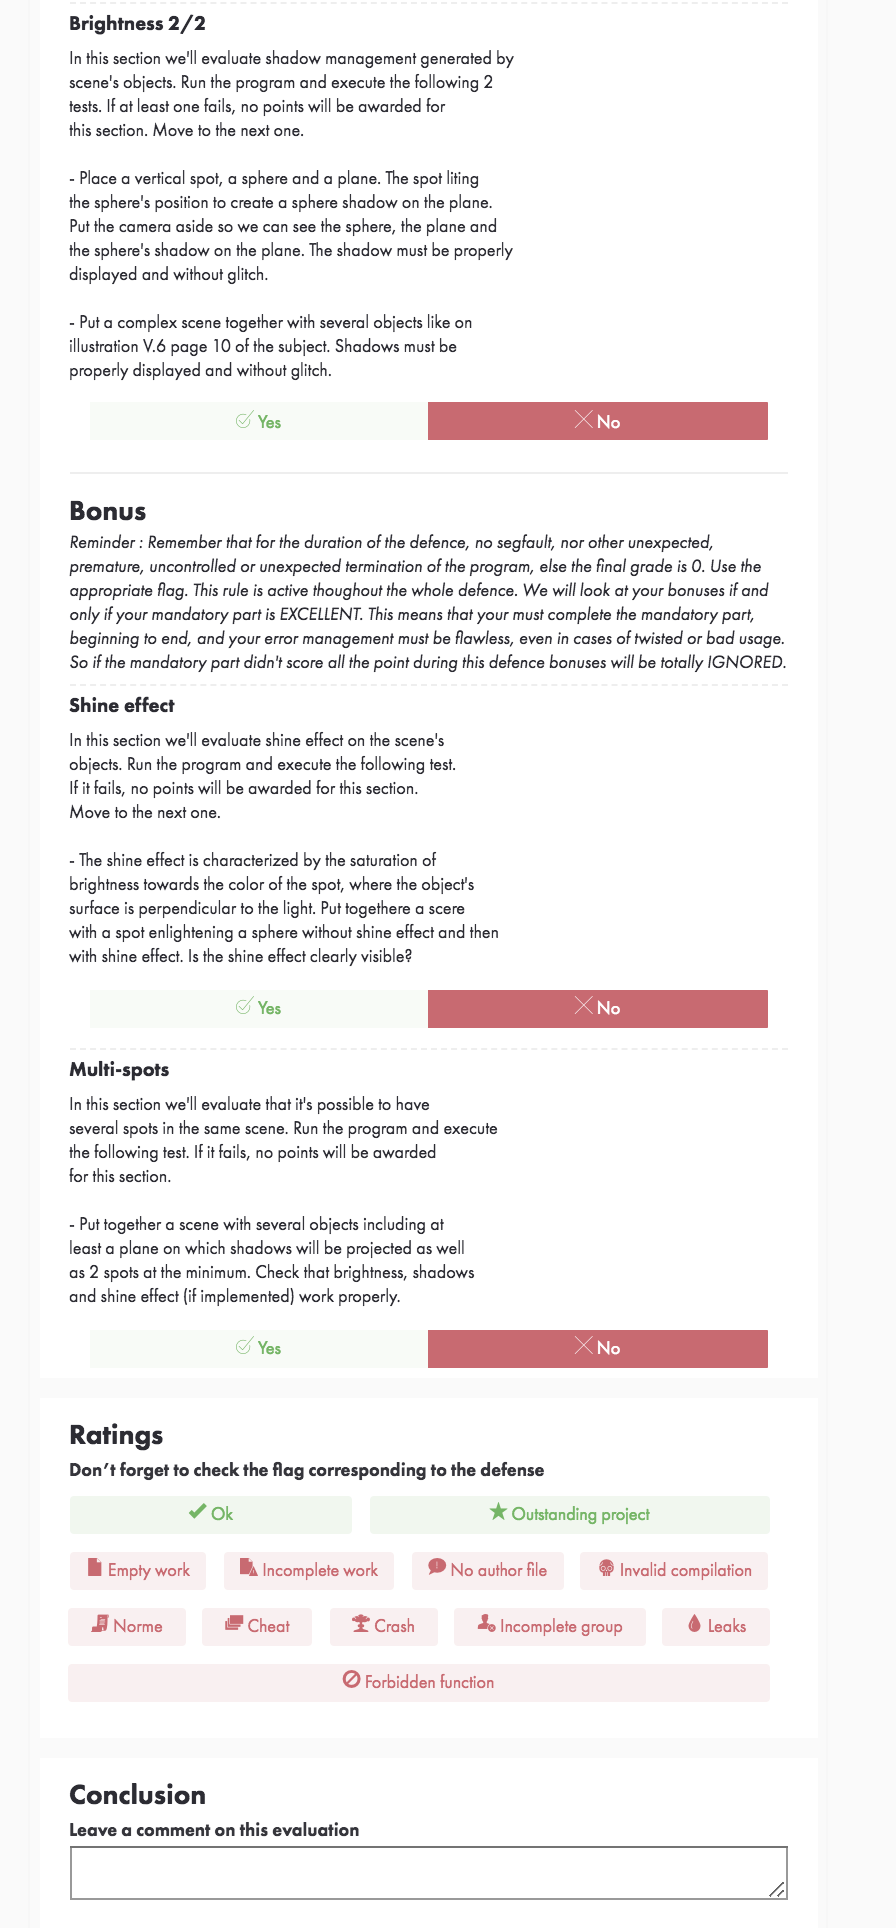 Brightness 2/2
In this section we'll evaluate shadow management generated by
scene's objects. Run the program and execute the following 2
tests. If at least one fails, no points will be awarded for
this section. Move to the next one.
- Place a vertical spot, a sphere and a plane. The spot liting
the sphere's position to create a sphere shadow on the plane.
Put the camera aside so we can see the sphere, the plane and
the sphere's shadow on the plane. The shadow must be properly
displayed and without glitch.
- Put a complex scene together with several objects like on
illustration V.6 page 10 of the subject. Shadows must be
properly displayed and without glitch.
Yes No
Bonus
Reminder : Remember that for the duration of the defence, no segfault, nor other unexpected,
premature, uncontrolled or unexpected termination of the program, else the final grade is 0. Use the
appropriate flag. This rule is active thoughout the whole defence. We will look at your bonuses if and
only if your mandatory part is EXCELLENT. This means that your must complete the mandatory part,
beginning to end, and your error management must be flawless, even in cases of twisted or bad usage.
So if the mandatory part didn't score all the point during this defence bonuses will be totally IGNORED.
Shine effect
In this section we'll evaluate shine effect on the scene's
objects. Run the program and execute the following test.
If it fails, no points will be awarded for this section.
Move to the next one.
- The shine effect is characterized by the saturation of
brightness towards the color of the spot, where the object's
surface is perpendicular to the light. Put togethere a scere
with a spot enlightening a sphere without shine effect and then
with shine effect. Is the shine effect clearly visible?
Yes No
Multi-spots
In this section we'll evaluate that it's possible to have
several spots in the same scene. Run the program and execute
the following test. If it fails, no points will be awarded
for this section.
- Put together a scene with several objects including at
least a plane on which shadows will be projected as well
as 2 spots at the minimum. Check that brightness, shadows
and shine effect (if implemented) work properly.
Yes No
Ratings
Don't forget to check the flag corresponding to the defense
Ok Outstanding project
Empty work Incomplete work No author file Invalid compilation
Norme Cheat Crash Incomplete group Leaks
Forbidden function
Conclusion
Leave a comment on this evaluation